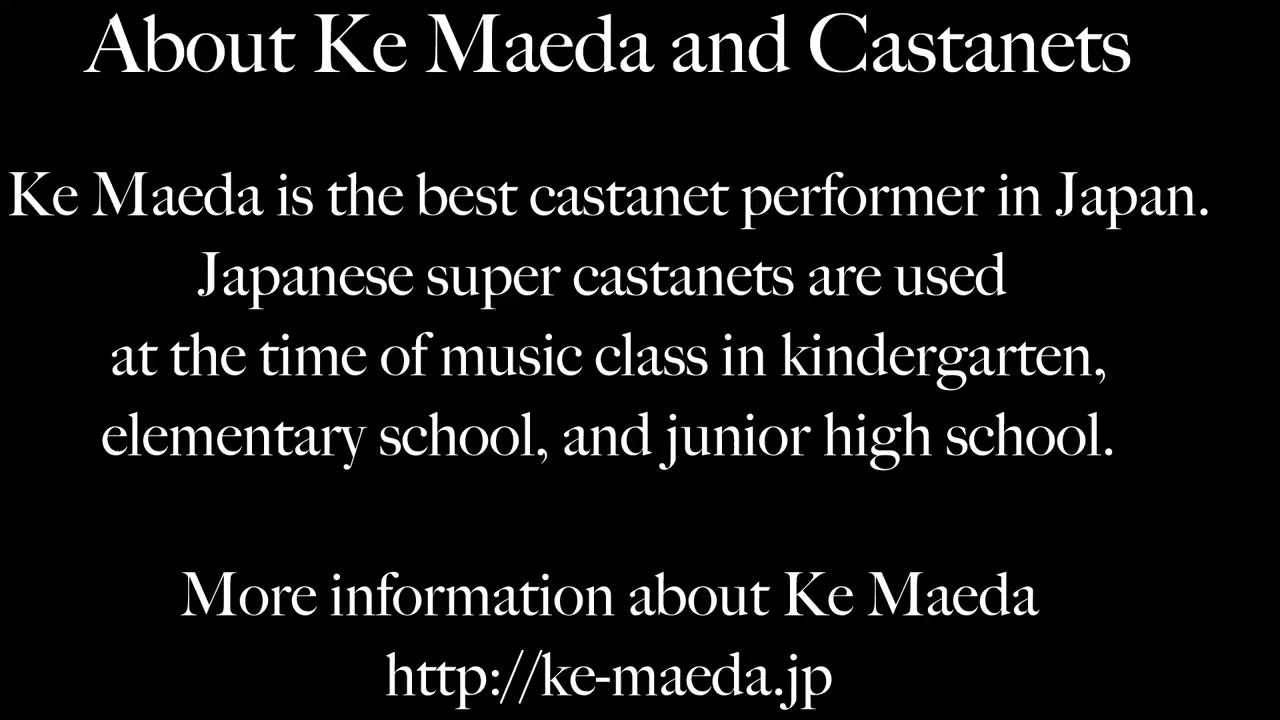 About Ke Maeda and Castanets
Ke Maeda is the best castanet performer in Japan.
Japanese super castanets are used
at the time of music class in kindergarten,
elementary school, and junior high school.
More information about Ke Maeda
http://ke-maeda.jp